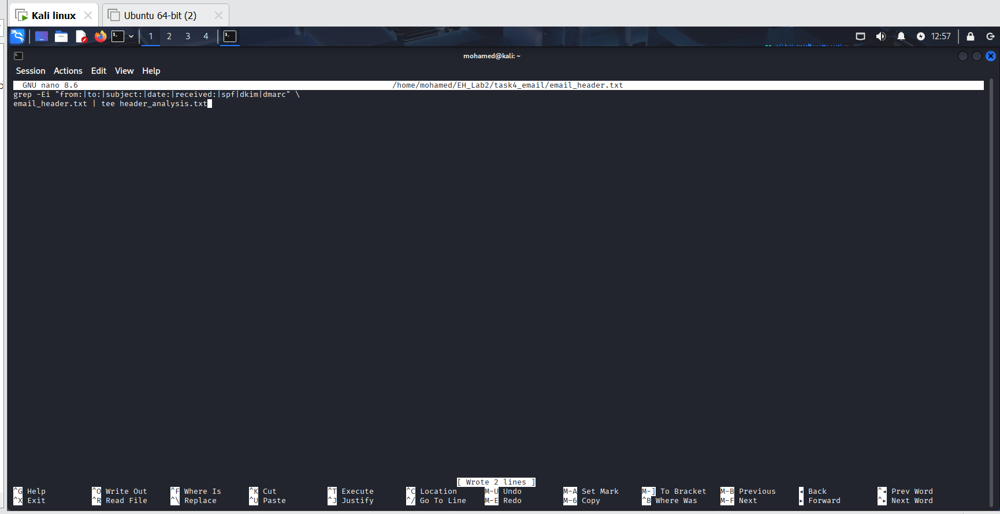 Kali linux
Ubuntu 64-bit (2)
1 2 3 4
12:57
mohamed@kali: ~
Session Actions Edit View Help
GNU nano 8.6 /home/mohamed/EH_Lab2/task4_email/email_header.txt
grep -Ei "from:|to:|subject:|date:|received:|spf|dkim|dmarc" \
email_header.txt | tee header_analysis.txt
[ Wrote 2 lines ]
^G Help ^O Write Out ^F Where Is ^K Cut ^T Execute ^C Location M-U Undo M-A Set Mark M-] To Bracket M-B Previous ◂ Back ^◂ Prev Word
^X Exit ^R Read File ^\ Replace ^U Paste ^J Justify ^/ Go To Line M-E Redo M-6 Copy ^B Where Was M-F Next ▸ Forward ^▸ Next Word